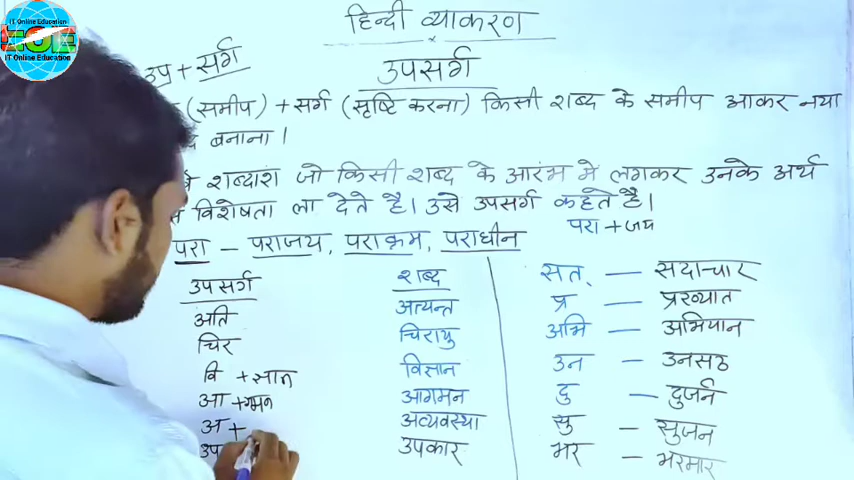 IT Online Education
IOE
IT Online Education
हिन्दी व्याकरण
उप + सर्ग
उपसर्ग
(समीप) + सर्ग (सृष्टि करना) किसी शब्द के समीप आकर नया
बनाना ।
शब्दांश जो किसी शब्द के आरंभ में लगकर उनके अर्थ
विशेषता ला देते है। उसे उपसर्ग कहते है।
परा + जय
परा – पराजय, पराक्रम, पराधीन
उपसर्ग शब्द
अति अत्यन्त
चिर चिरायु
वि + सान विसान
आ + गमन आगमन
अ + अव्यवस्था
उप उपकार
सत् — सदाचार
प्र — प्रख्यात
अभि — अभियान
उन – उनसठ
दु — दुर्जन
सु – सुजन
भर – भरमार